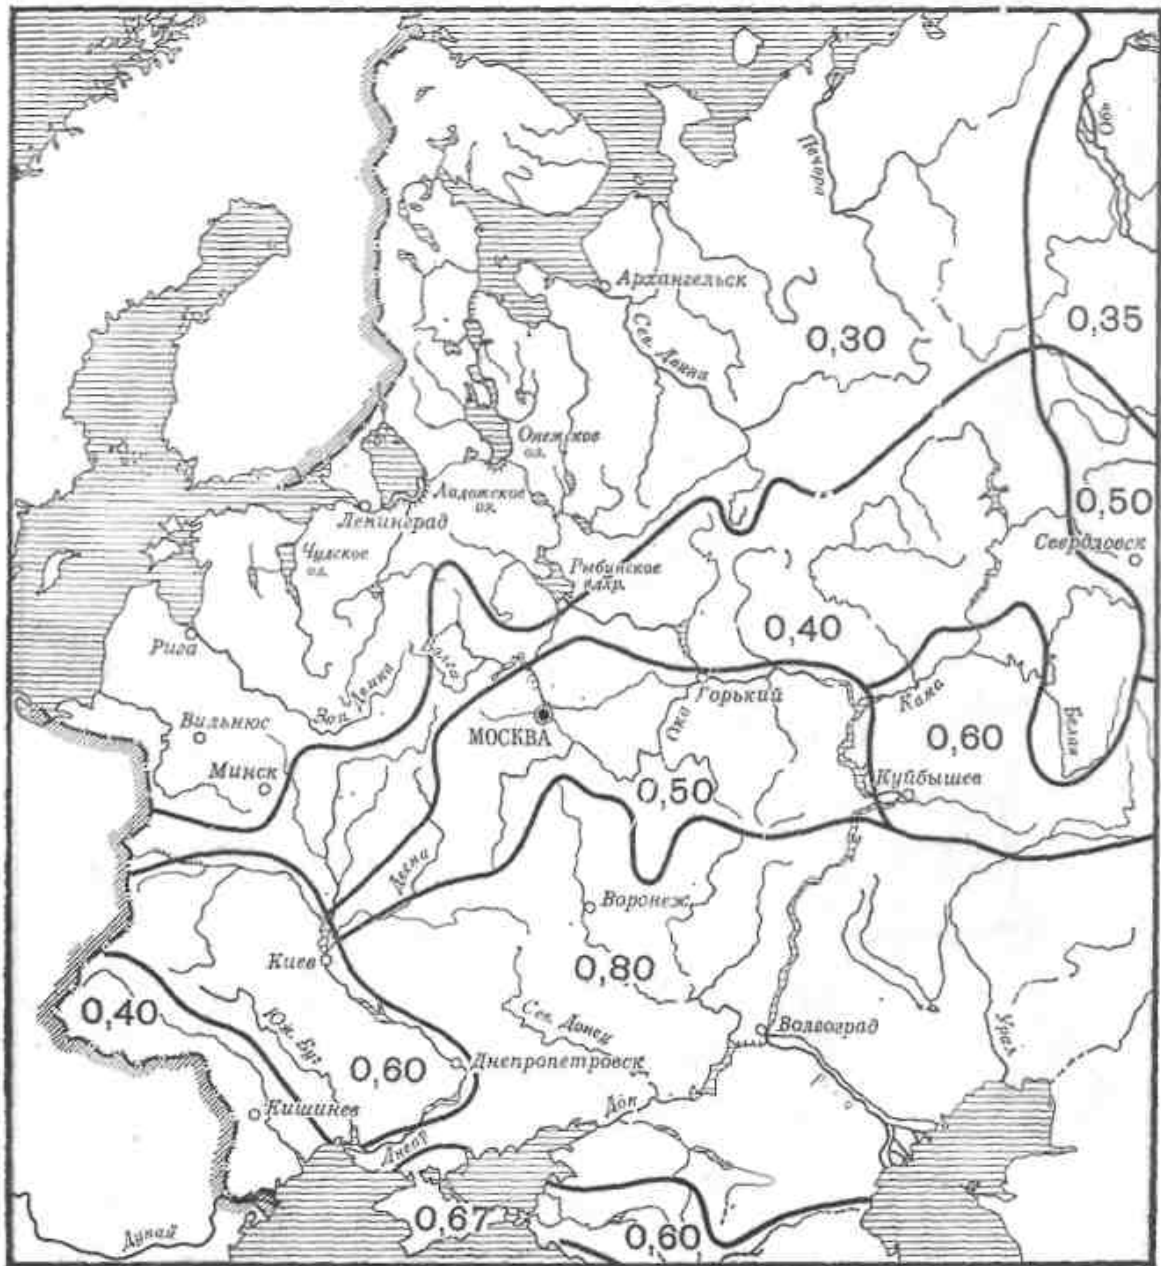 Обь
Печора
Архангельск
0,35
0,30
Сев. Двина
Онежское
оз.
Ладожское
оз.
0,50
Ленинград
Чудское
оз.
Свердловск
Рыбинское
вдхр.
0,40
Рига
Волга
Зап. Двина
Горький
Кама
Вильнюс
МОСКВА
Ока
0,60
Белая
Минск
0,50
Куйбышев
Десна
Воронеж
Киев
0,80
0,40
Юж. Буг
Сев. Донец
Волгоград
Урал
0,60
Днепропетровск
Кишинев
Дон
Днепр
0,67
0,60
Дунай